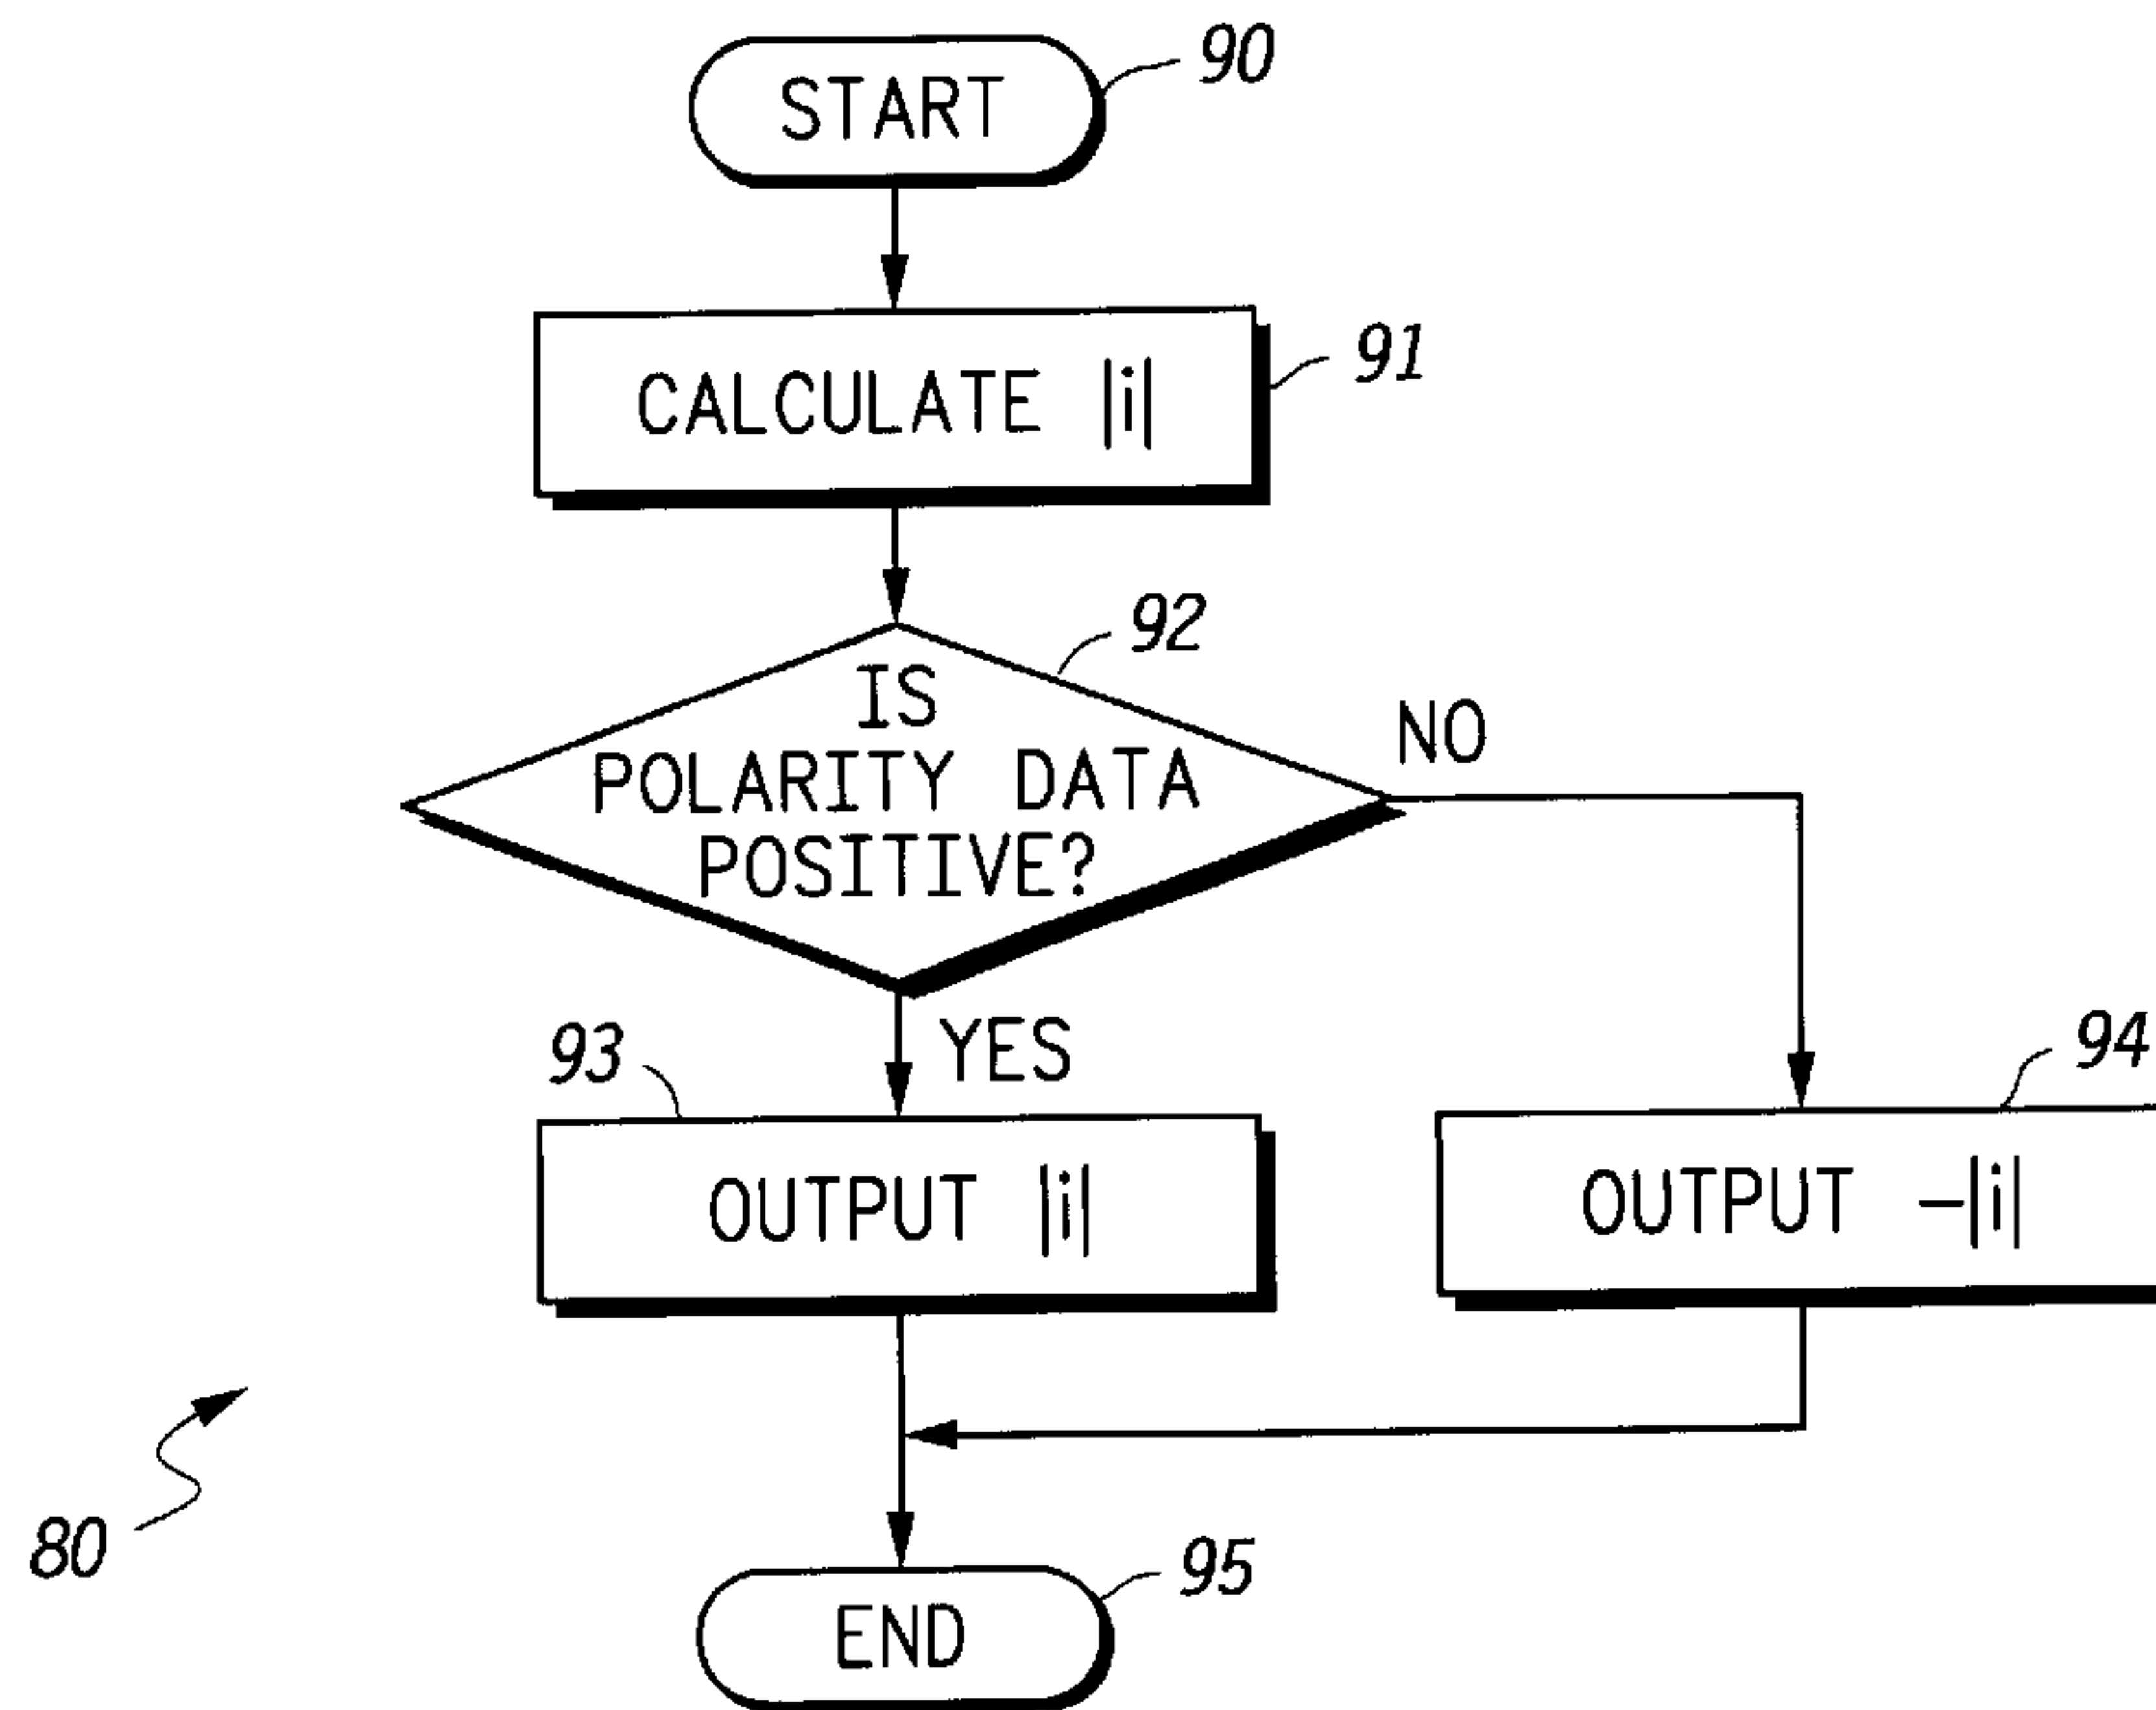 START
90
CALCULATE |i|
91
92
IS
POLARITY DATA
POSITIVE?
NO
YES
93
OUTPUT |i|
94
OUTPUT –|i|
80
95
END